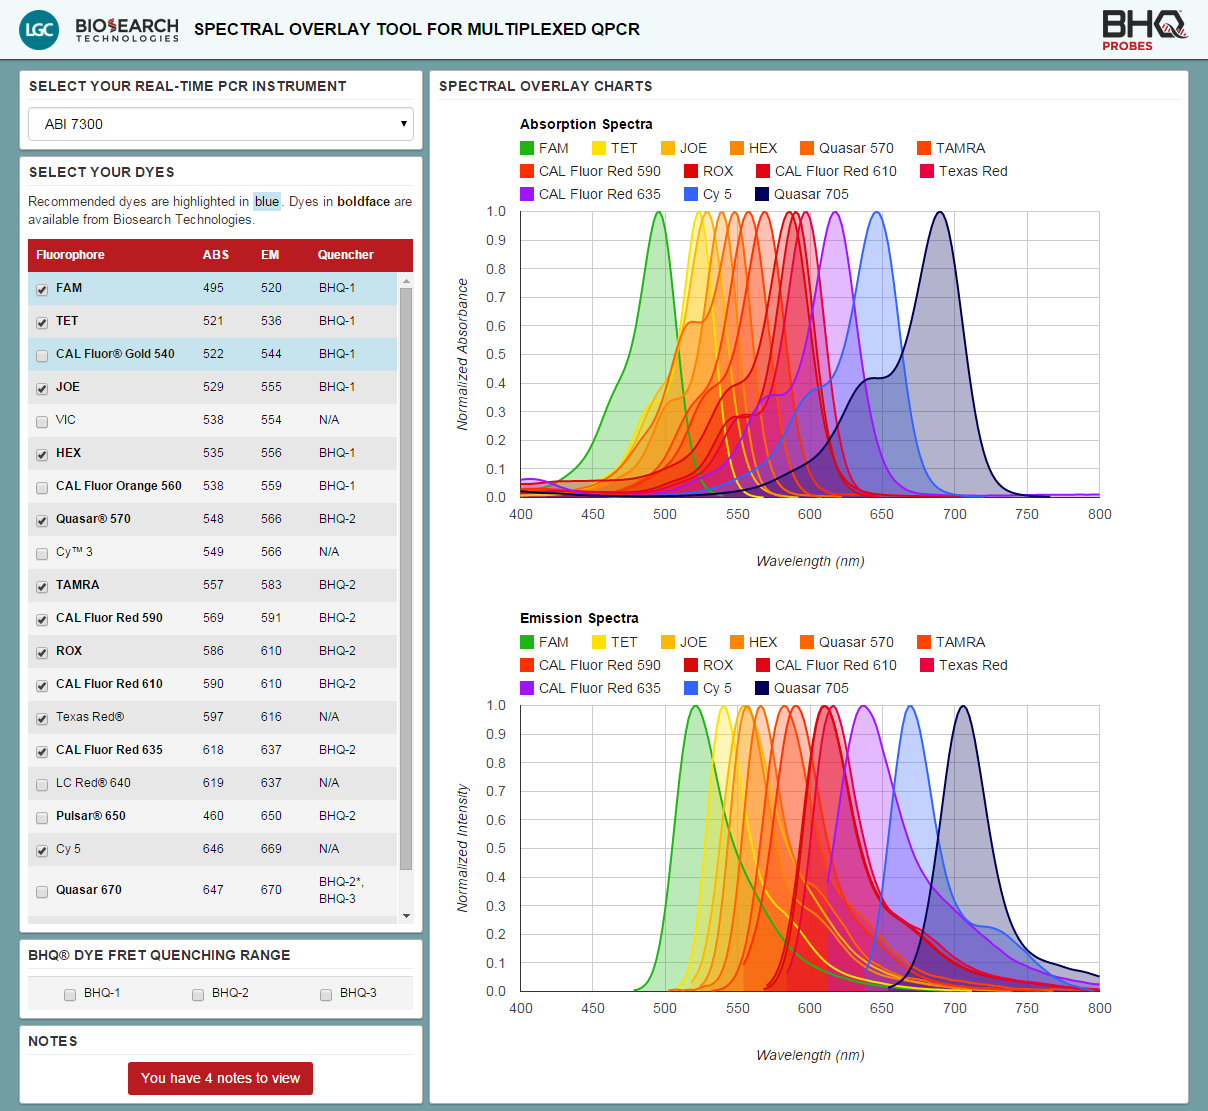 LGC BIOSEARCH TECHNOLOGIES SPECTRAL OVERLAY TOOL FOR MULTIPLEXED QPCR BHQ PROBES
SELECT YOUR REAL-TIME PCR INSTRUMENT
ABI 7300
SELECT YOUR DYES
Recommended dyes are highlighted in blue. Dyes in boldface are
available from Biosearch Technologies.
Fluorophore ABS EM Quencher
FAM 495 520 BHQ-1
TET 521 536 BHQ-1
CAL Fluor® Gold 540 522 544 BHQ-1
JOE 529 555 BHQ-1
VIC 538 554 N/A
HEX 535 556 BHQ-1
CAL Fluor Orange 560 538 559 BHQ-1
Quasar® 570 548 566 BHQ-2
Cy™ 3 549 566 N/A
TAMRA 557 583 BHQ-2
CAL Fluor Red 590 569 591 BHQ-2
ROX 586 610 BHQ-2
CAL Fluor Red 610 590 610 BHQ-2
Texas Red® 597 616 N/A
CAL Fluor Red 635 618 637 BHQ-2
LC Red® 640 619 637 N/A
Pulsar® 650 460 650 BHQ-2
Cy 5 646 669 N/A
Quasar 670 647 670 BHQ-2*,
BHQ-3
BHQ® DYE FRET QUENCHING RANGE
BHQ-1 BHQ-2 BHQ-3
NOTES
You have 4 notes to view
SPECTRAL OVERLAY CHARTS
Absorption Spectra
FAM TET JOE HEX Quasar 570 TAMRA
CAL Fluor Red 590 ROX CAL Fluor Red 610 Texas Red
CAL Fluor Red 635 Cy 5 Quasar 705
Normalized Absorbance
1.0
0.9
0.8
0.7
0.6
0.5
0.4
0.3
0.2
0.1
0.0
400 450 500 550 600 650 700 750 800
Wavelength (nm)
Emission Spectra
FAM TET JOE HEX Quasar 570 TAMRA
CAL Fluor Red 590 ROX CAL Fluor Red 610 Texas Red
CAL Fluor Red 635 Cy 5 Quasar 705
Normalized Intensity
1.0
0.9
0.8
0.7
0.6
0.5
0.4
0.3
0.2
0.1
0.0
400 450 500 550 600 650 700 750 800
Wavelength (nm)